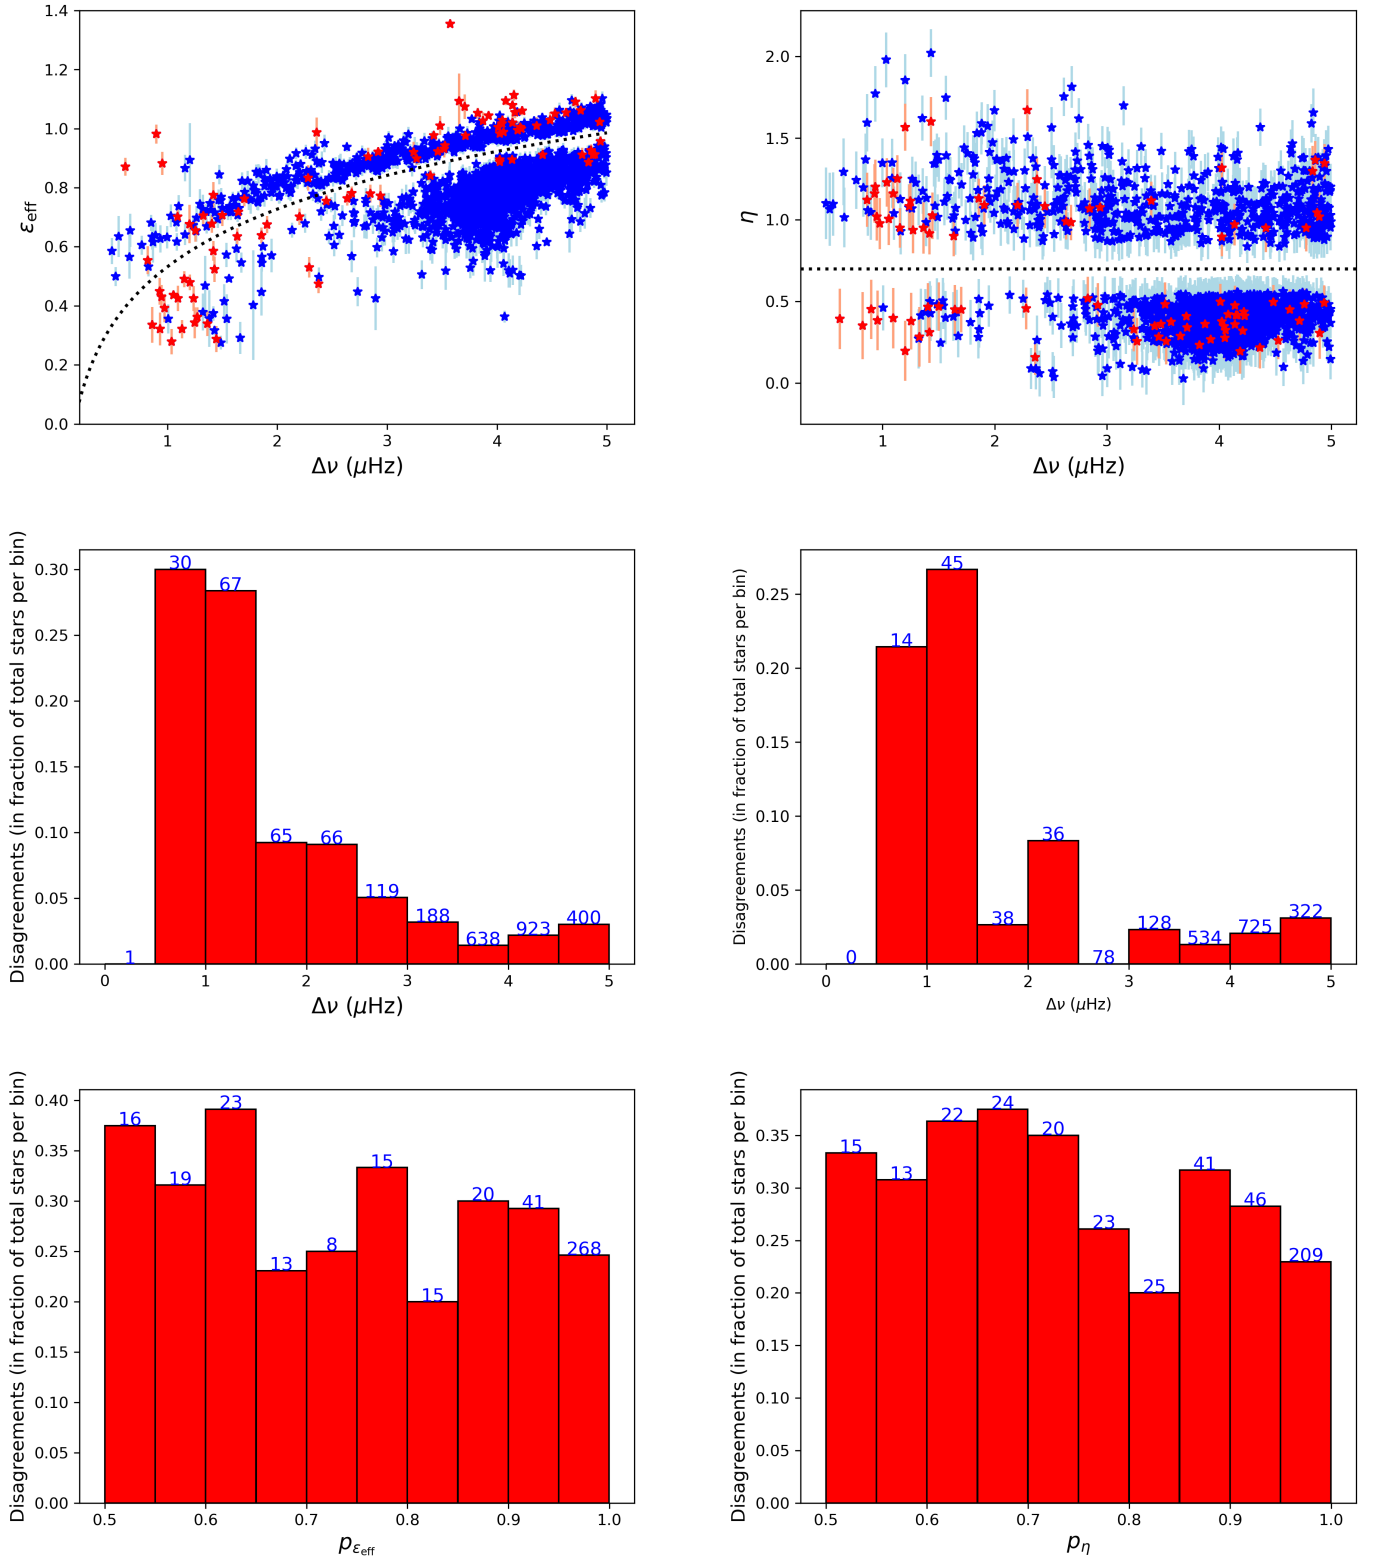 1.4
1.2
1.0
0.8
0.6
0.4
0.2
0.0
ε_eff
1 2 3 4 5
Δν (μHz)
2.0
1.5
1.0
0.5
0.0
η
1 2 3 4 5
Δν (μHz)
Disagreements (in fraction of total stars per bin)
0.30
0.25
0.20
0.15
0.10
0.05
0.00
1 30 67 65 66 119 188 638 923 400
0 1 2 3 4 5
Δν (μHz)
Disagreements (in fraction of total stars per bin)
0.25
0.20
0.15
0.10
0.05
0.00
0 14 45 38 36 78 128 534 725 322
0 1 2 3 4 5
Δν (μHz)
Disagreements (in fraction of total stars per bin)
0.40
0.35
0.30
0.25
0.20
0.15
0.10
0.05
0.00
16 19 23 13 8 15 15 20 41 268
0.5 0.6 0.7 0.8 0.9 1.0
p_ε_eff
Disagreements (in fraction of total stars per bin)
0.35
0.30
0.25
0.20
0.15
0.10
0.05
0.00
15 13 22 24 20 23 25 41 46 209
0.5 0.6 0.7 0.8 0.9 1.0
p_η